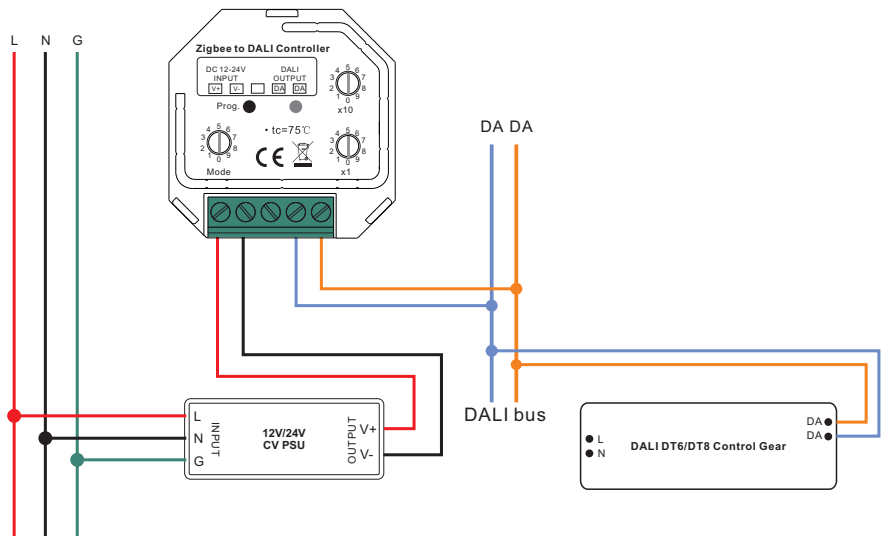 L N G
Zigbee to DALI Controller
DC 12-24V
INPUT
DALI
OUTPUT
V+ V- DA DA
Prog.
0 1 2 3 4 5 6 7 8 9
x10
• tc=75℃
0 1 2 3 4 5 6 7 8 9
Mode
CE
0 1 2 3 4 5 6 7 8 9
x1
DA DA
DALI bus
L
N
G
INPUT
12V/24V
CV PSU
OUTPUT
V+
V-
L
N
DALI DT6/DT8 Control Gear
DA
DA